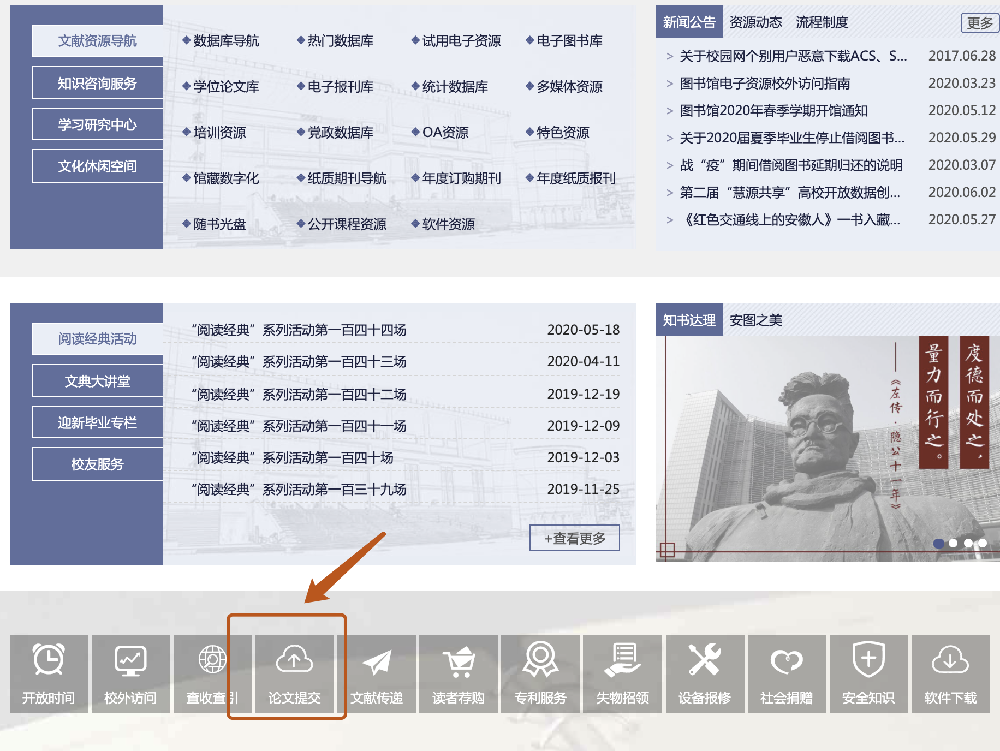 文献资源导航
知识咨询服务
学习研究中心
文化休闲空间
数据库导航 热门数据库 试用电子资源 电子图书库
学位论文库 电子报刊库 统计数据库 多媒体资源
培训资源 党政数据库 OA资源 特色资源
馆藏数字化 纸质期刊导航 年度订购期刊 年度纸质报刊
随书光盘 公开课程资源 软件资源
新闻公告 资源动态 流程制度 更多
> 关于校园网个别用户恶意下载ACS、S... 2017.06.28
> 图书馆电子资源校外访问指南 2020.03.23
> 图书馆2020年春季学期开馆通知 2020.05.12
> 关于2020届夏季毕业生停止借阅图书... 2020.05.29
> 战“疫”期间借阅图书延期归还的说明 2020.03.07
> 第二届“慧源共享”高校开放数据创... 2020.06.02
> 《红色交通线上的安徽人》一书入藏... 2020.05.27
阅读经典活动
文典大讲堂
迎新毕业专栏
校友服务
“阅读经典”系列活动第一百四十四场 2020-05-18
“阅读经典”系列活动第一百四十三场 2020-04-11
“阅读经典”系列活动第一百四十二场 2019-12-19
“阅读经典”系列活动第一百四十一场 2019-12-09
“阅读经典”系列活动第一百四十场 2019-12-03
“阅读经典”系列活动第一百三十九场 2019-11-25
+查看更多
知书达理 安图之美
度德而处之，
量力而行之。
——《左传·隐公十一年》
开放时间 校外访问 查收查引 论文提交 文献传递 读者荐购 专利服务 失物招领 设备报修 社会捐赠 安全知识 软件下载